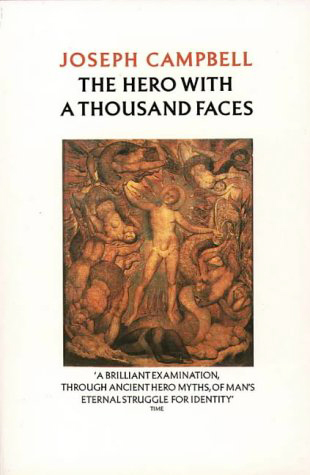 JOSEPH CAMPBELL
THE HERO WITH
A THOUSAND FACES
'A BRILLIANT EXAMINATION,
THROUGH ANCIENT HERO MYTHS, OF MAN'S
ETERNAL STRUGGLE FOR IDENTITY'
TIME